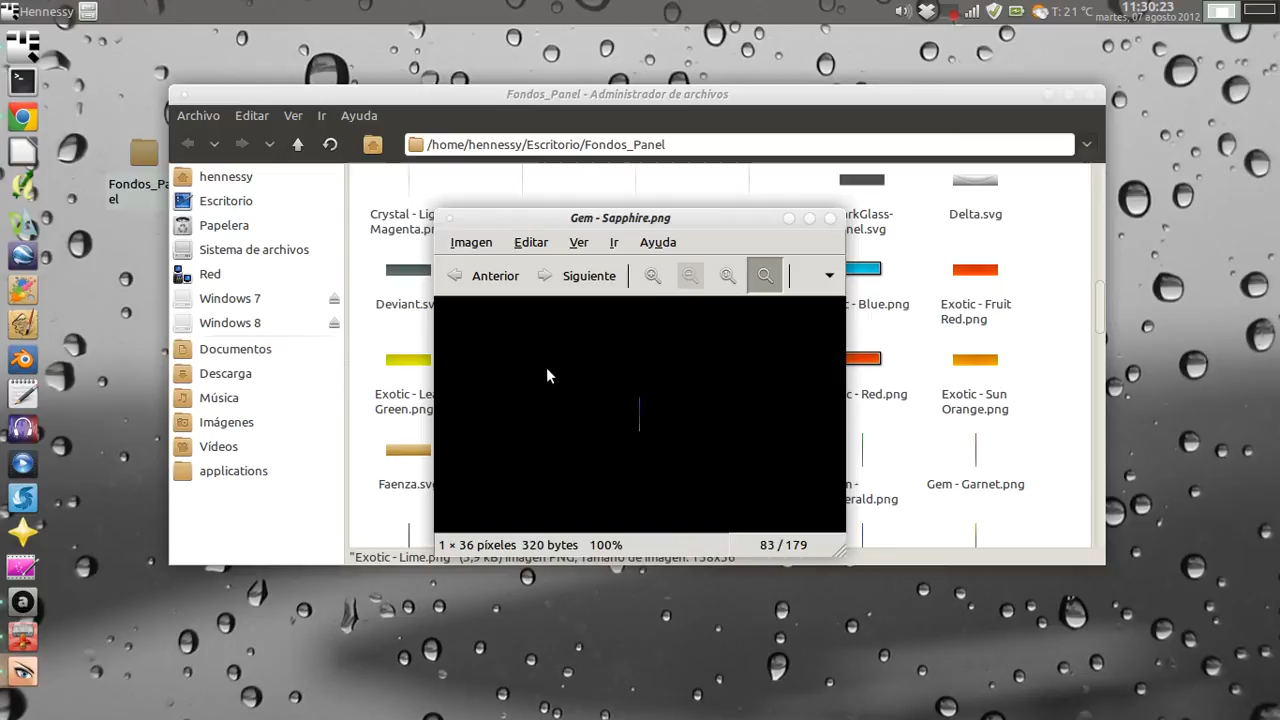 Hennessy
T: 21 °C
11:30:23
martes, 07 agosto 2012
Fondos_Pa
el
Fondos_Panel - Administrador de archivos
Archivo Editar Ver Ir Ayuda
/home/hennessy/Escritorio/Fondos_Panel
hennessy
Escritorio
Papelera
Sistema de archivos
Red
Windows 7
Windows 8
Documentos
Descarga
Música
Imágenes
Vídeos
applications
Crystal - Lig
Magenta.p
arkGlass-
nel.svg
Delta.svg
Deviant.sv
- Blue.png
Exotic - Fruit
Red.png
Exotic - Lea
Green.png
- Red.png
Exotic - Sun
Orange.png
Faenza.sv
erald.png
Gem - Garnet.png
"Exotic - Lime.png"
Gem - Sapphire.png
Imagen Editar Ver Ir Ayuda
Anterior Siguiente
1 × 36 píxeles 320 bytes 100% 83 / 179